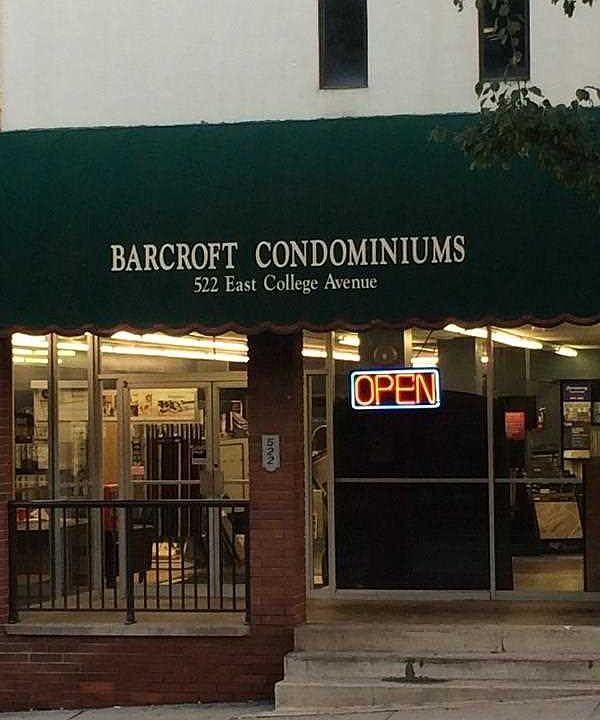 BARCROFT CONDOMINIUMS
522 East College Avenue
OPEN
522